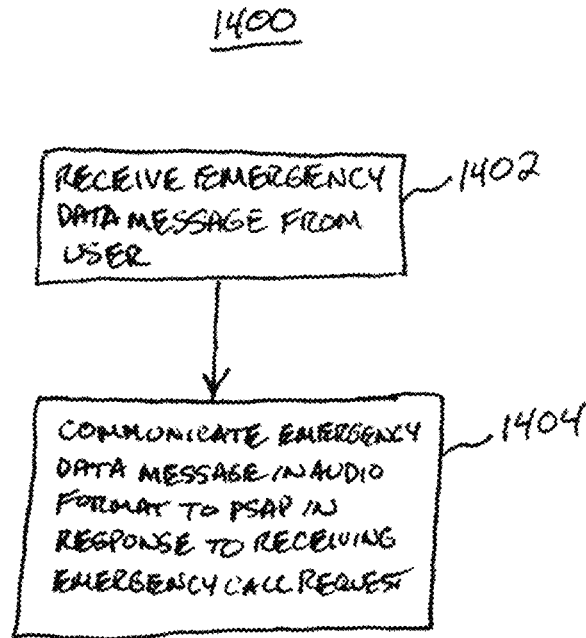 1400
RECEIVE EMERGENCY
DATA MESSAGE FROM
USER
1402
COMMUNICATE EMERGENCY
DATA MESSAGE IN AUDIO
FORMAT TO PSAP IN
RESPONSE TO RECEIVING
EMERGENCY CALL REQUEST
1404